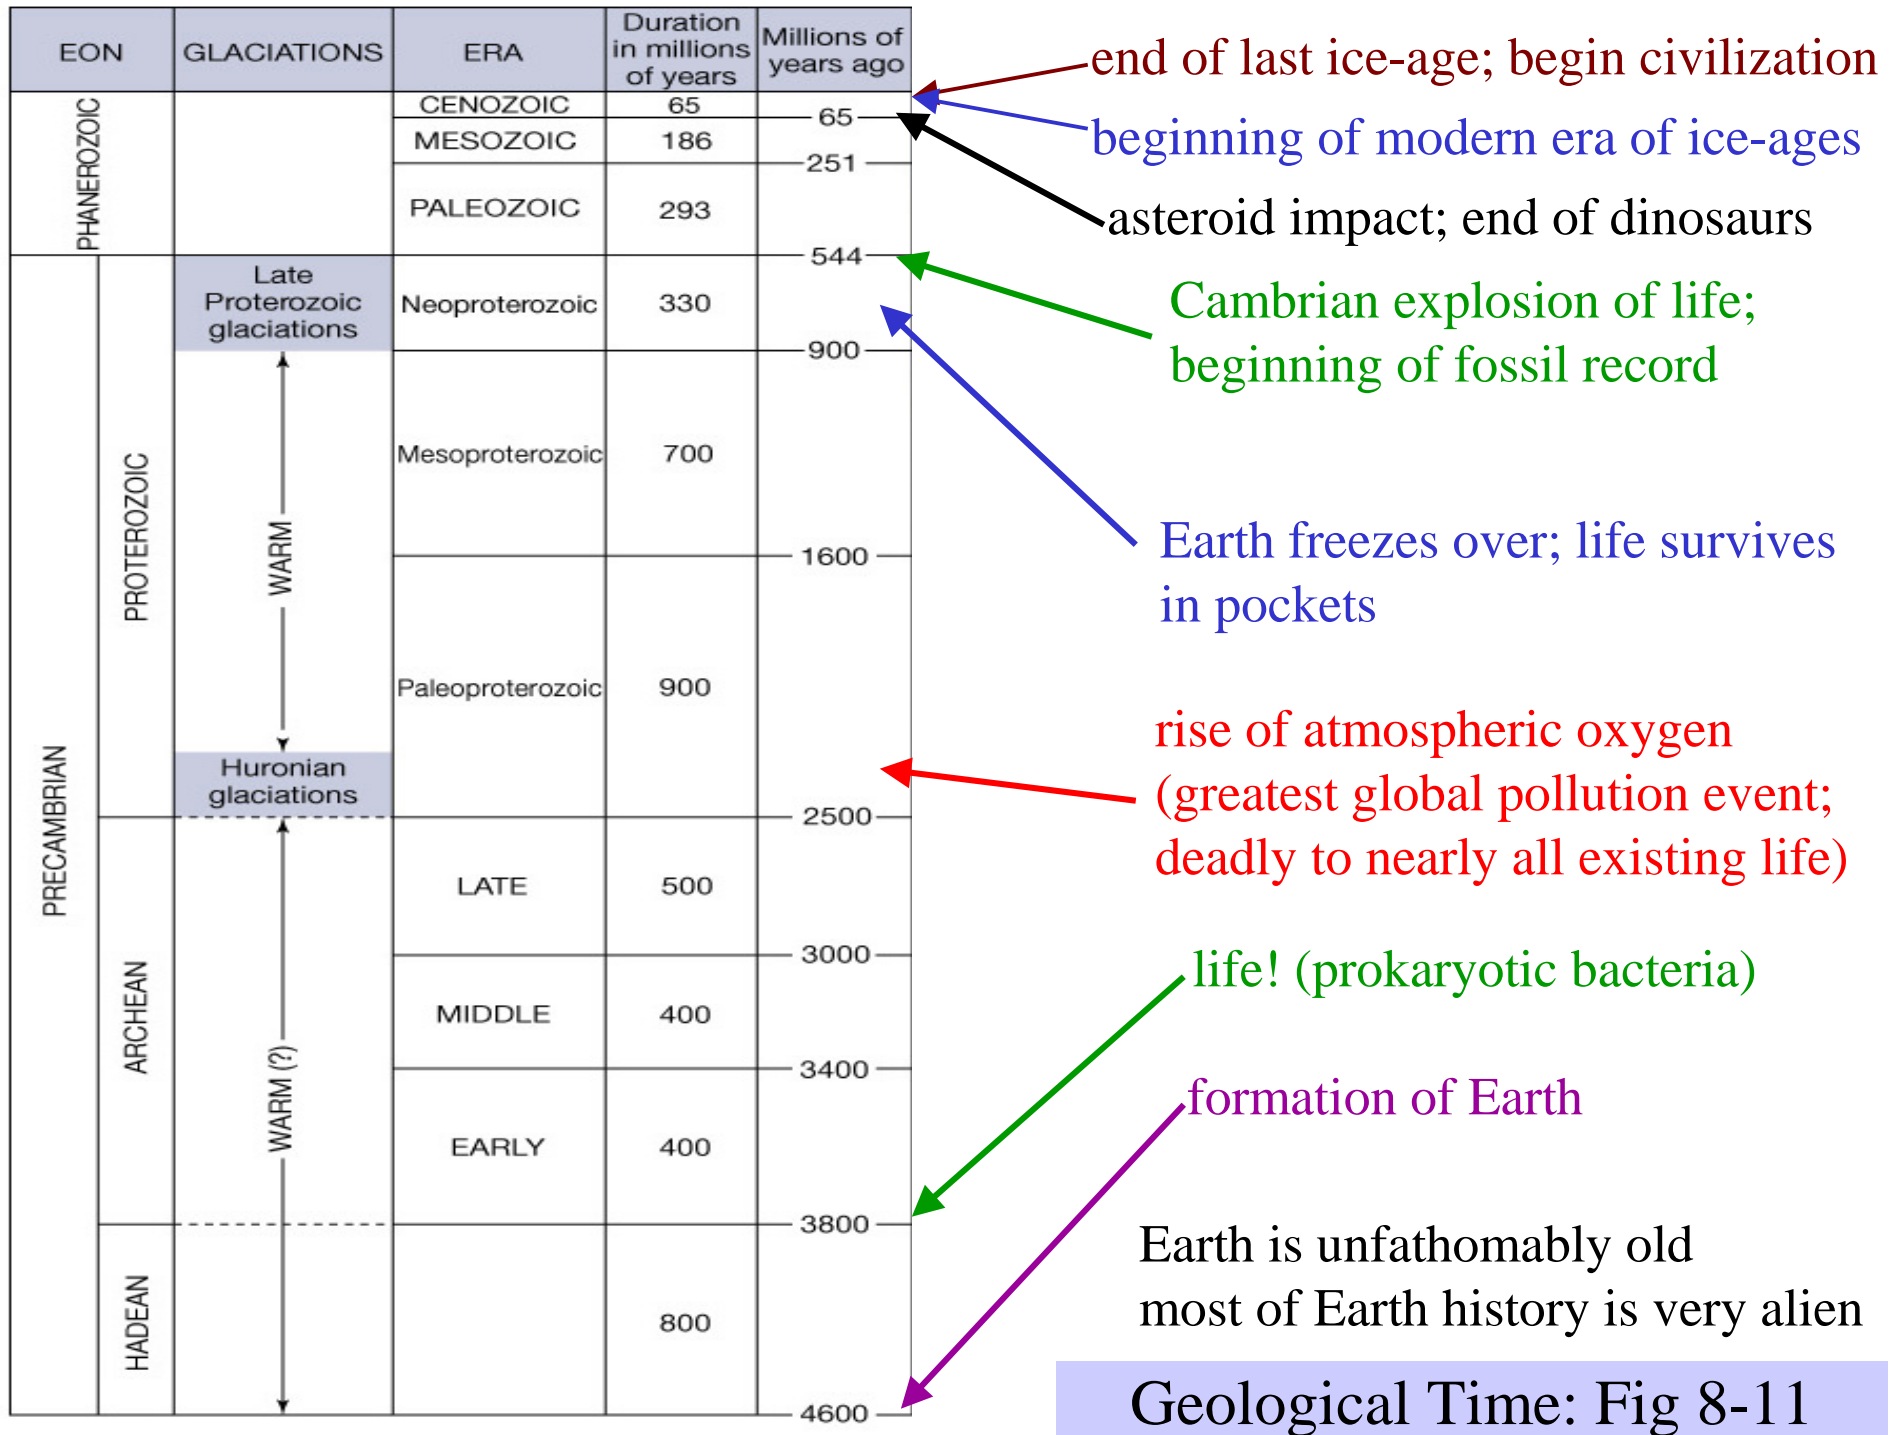 EON
GLACIATIONS
ERA
Duration
in millions
of years
Millions of
years ago
PHANEROZOIC
CENOZOIC
65
65
MESOZOIC
186
251
PALEOZOIC
293
544
PRECAMBRIAN
PROTEROZOIC
Late
Proterozoic
glaciations
Neoproterozoic
330
900
WARM
Mesoproterozoic
700
1600
Paleoproterozoic
900
Huronian
glaciations
2500
ARCHEAN
WARM (?)
LATE
500
3000
MIDDLE
400
3400
EARLY
400
3800
HADEAN
800
4600
end of last ice-age; begin civilization
beginning of modern era of ice-ages
asteroid impact; end of dinosaurs
Cambrian explosion of life;
beginning of fossil record
Earth freezes over; life survives
in pockets
rise of atmospheric oxygen
(greatest global pollution event;
deadly to nearly all existing life)
life! (prokaryotic bacteria)
formation of Earth
Earth is unfathomably old
most of Earth history is very alien
Geological Time: Fig 8-11